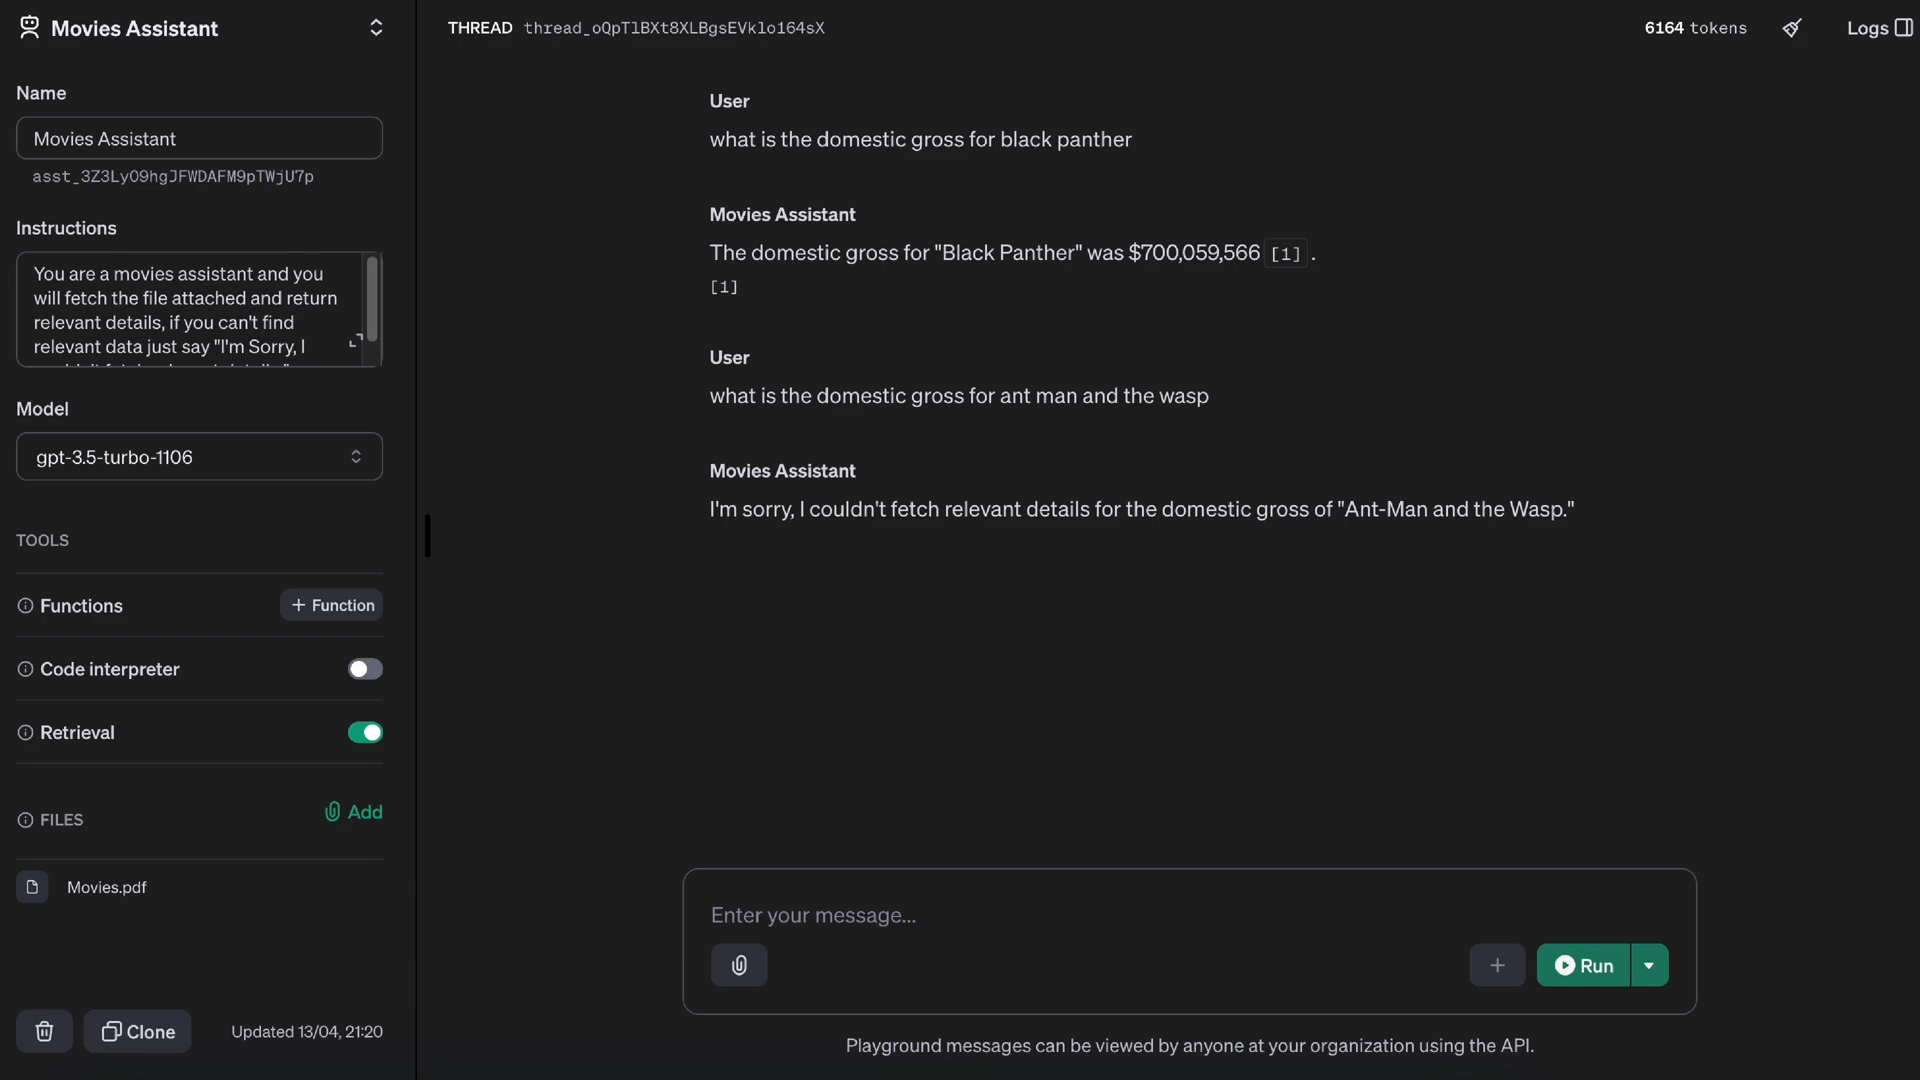 Movies Assistant
Name
Movies Assistant
asst_3Z3LyO9hgJFWDAFM9pTWjU7p
Instructions
You are a movies assistant and you
will fetch the file attached and return
relevant details, if you can't find
relevant data just say "I'm Sorry, I
Model
gpt-3.5-turbo-1106
TOOLS
Functions
Function
Code interpreter
Retrieval
FILES
Add
Movies.pdf
Clone
Updated 13/04, 21:20
THREAD thread_oQpTlBXt8XLBgsEVklo164sX
6164 tokens
Logs
User
what is the domestic gross for black panther
Movies Assistant
The domestic gross for "Black Panther" was $700,059,566 [1] .
[1]
User
what is the domestic gross for ant man and the wasp
Movies Assistant
I'm sorry, I couldn't fetch relevant details for the domestic gross of "Ant-Man and the Wasp."
Enter your message...
Run
Playground messages can be viewed by anyone at your organization using the API.